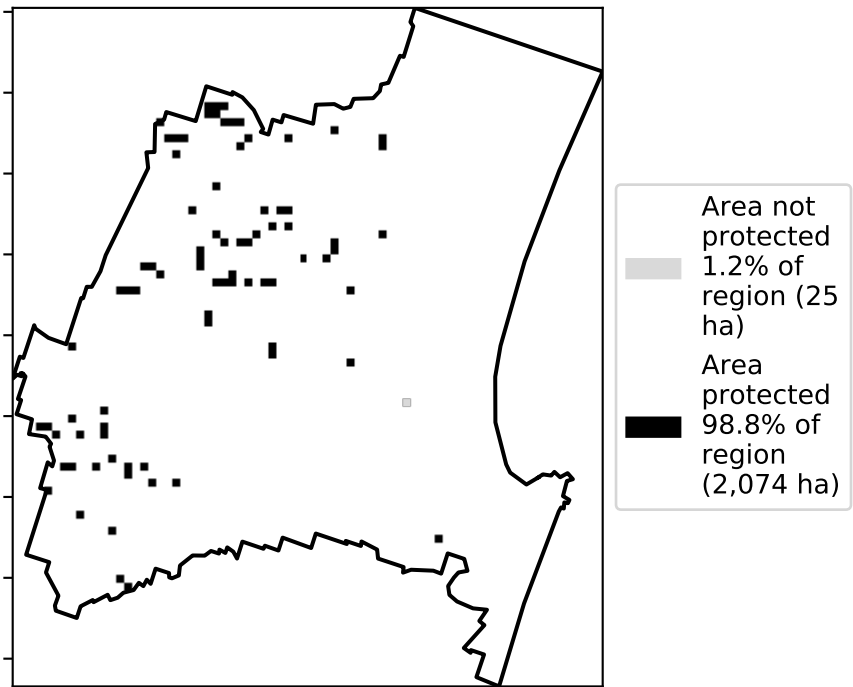 Area not
protected
1.2% of
region (25
ha)
Area
protected
98.8% of
region
(2,074 ha)